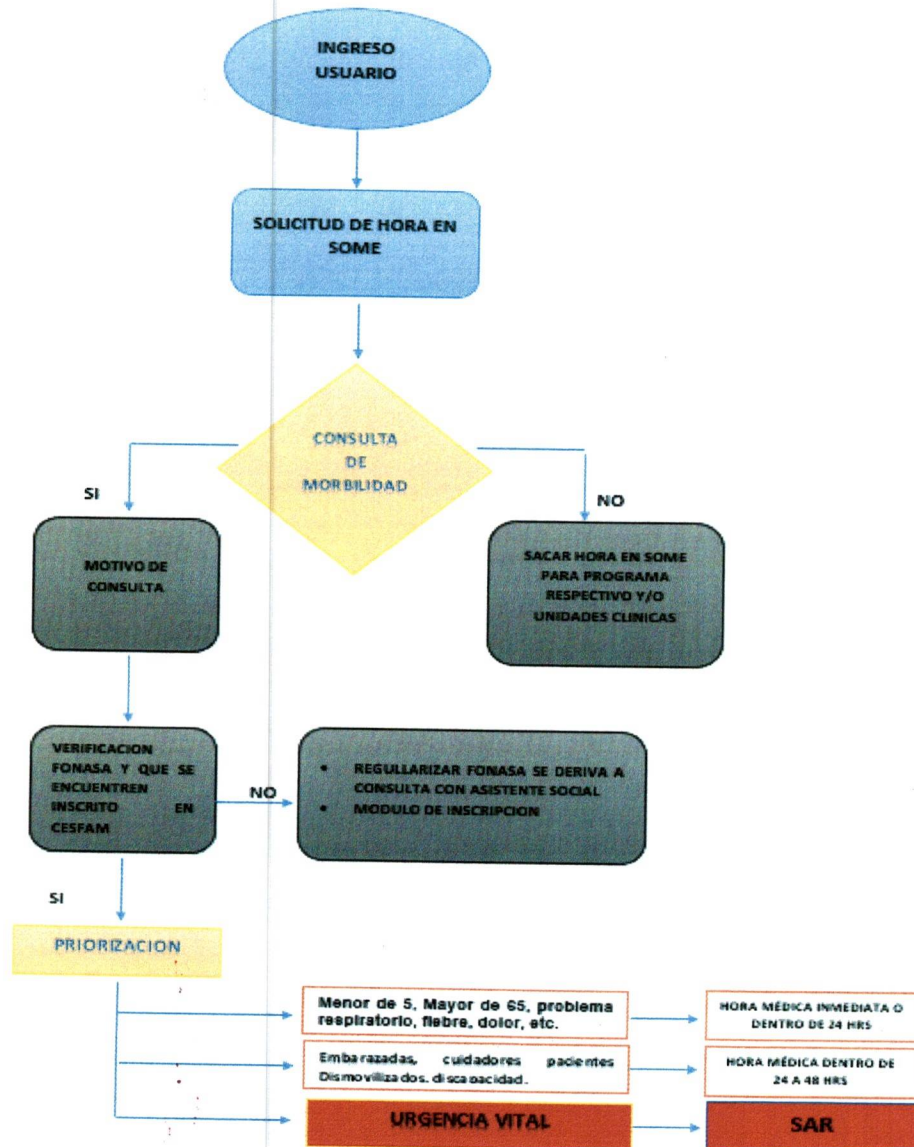 INGRESO
USUARIO
SOLICITUD DE HORA EN
SOME
CONSULTA
DE
MORBILIDAD
SI
NO
MOTIVO DE
CONSULTA
SACAR HORA EN SOME
PARA PROGRAMA
RESPECTIVO Y/O
UNIDADES CLINICAS
VERIFICACION
FONASA Y QUE SE
ENCUENTREN
INSCRITO EN
CESFAM
NO
• REGULLARIZAR FONASA SE DERIVA A
CONSULTA CON ASISTENTE SOCIAL
• MODULO DE INSCRIPCION
SI
PRIORIZACION
Menor de 5, Mayor de 65, problema
respiratorio, fiebre, dolor, etc.
HORA MÉDICA INMEDIATA O
DENTRO DE 24 HRS
Embarazadas, cuidadores pacientes
Dismovilizados. discapacidad.
HORA MÉDICA DENTRO DE
24 A 48 HRS
URGENCIA VITAL
SAR